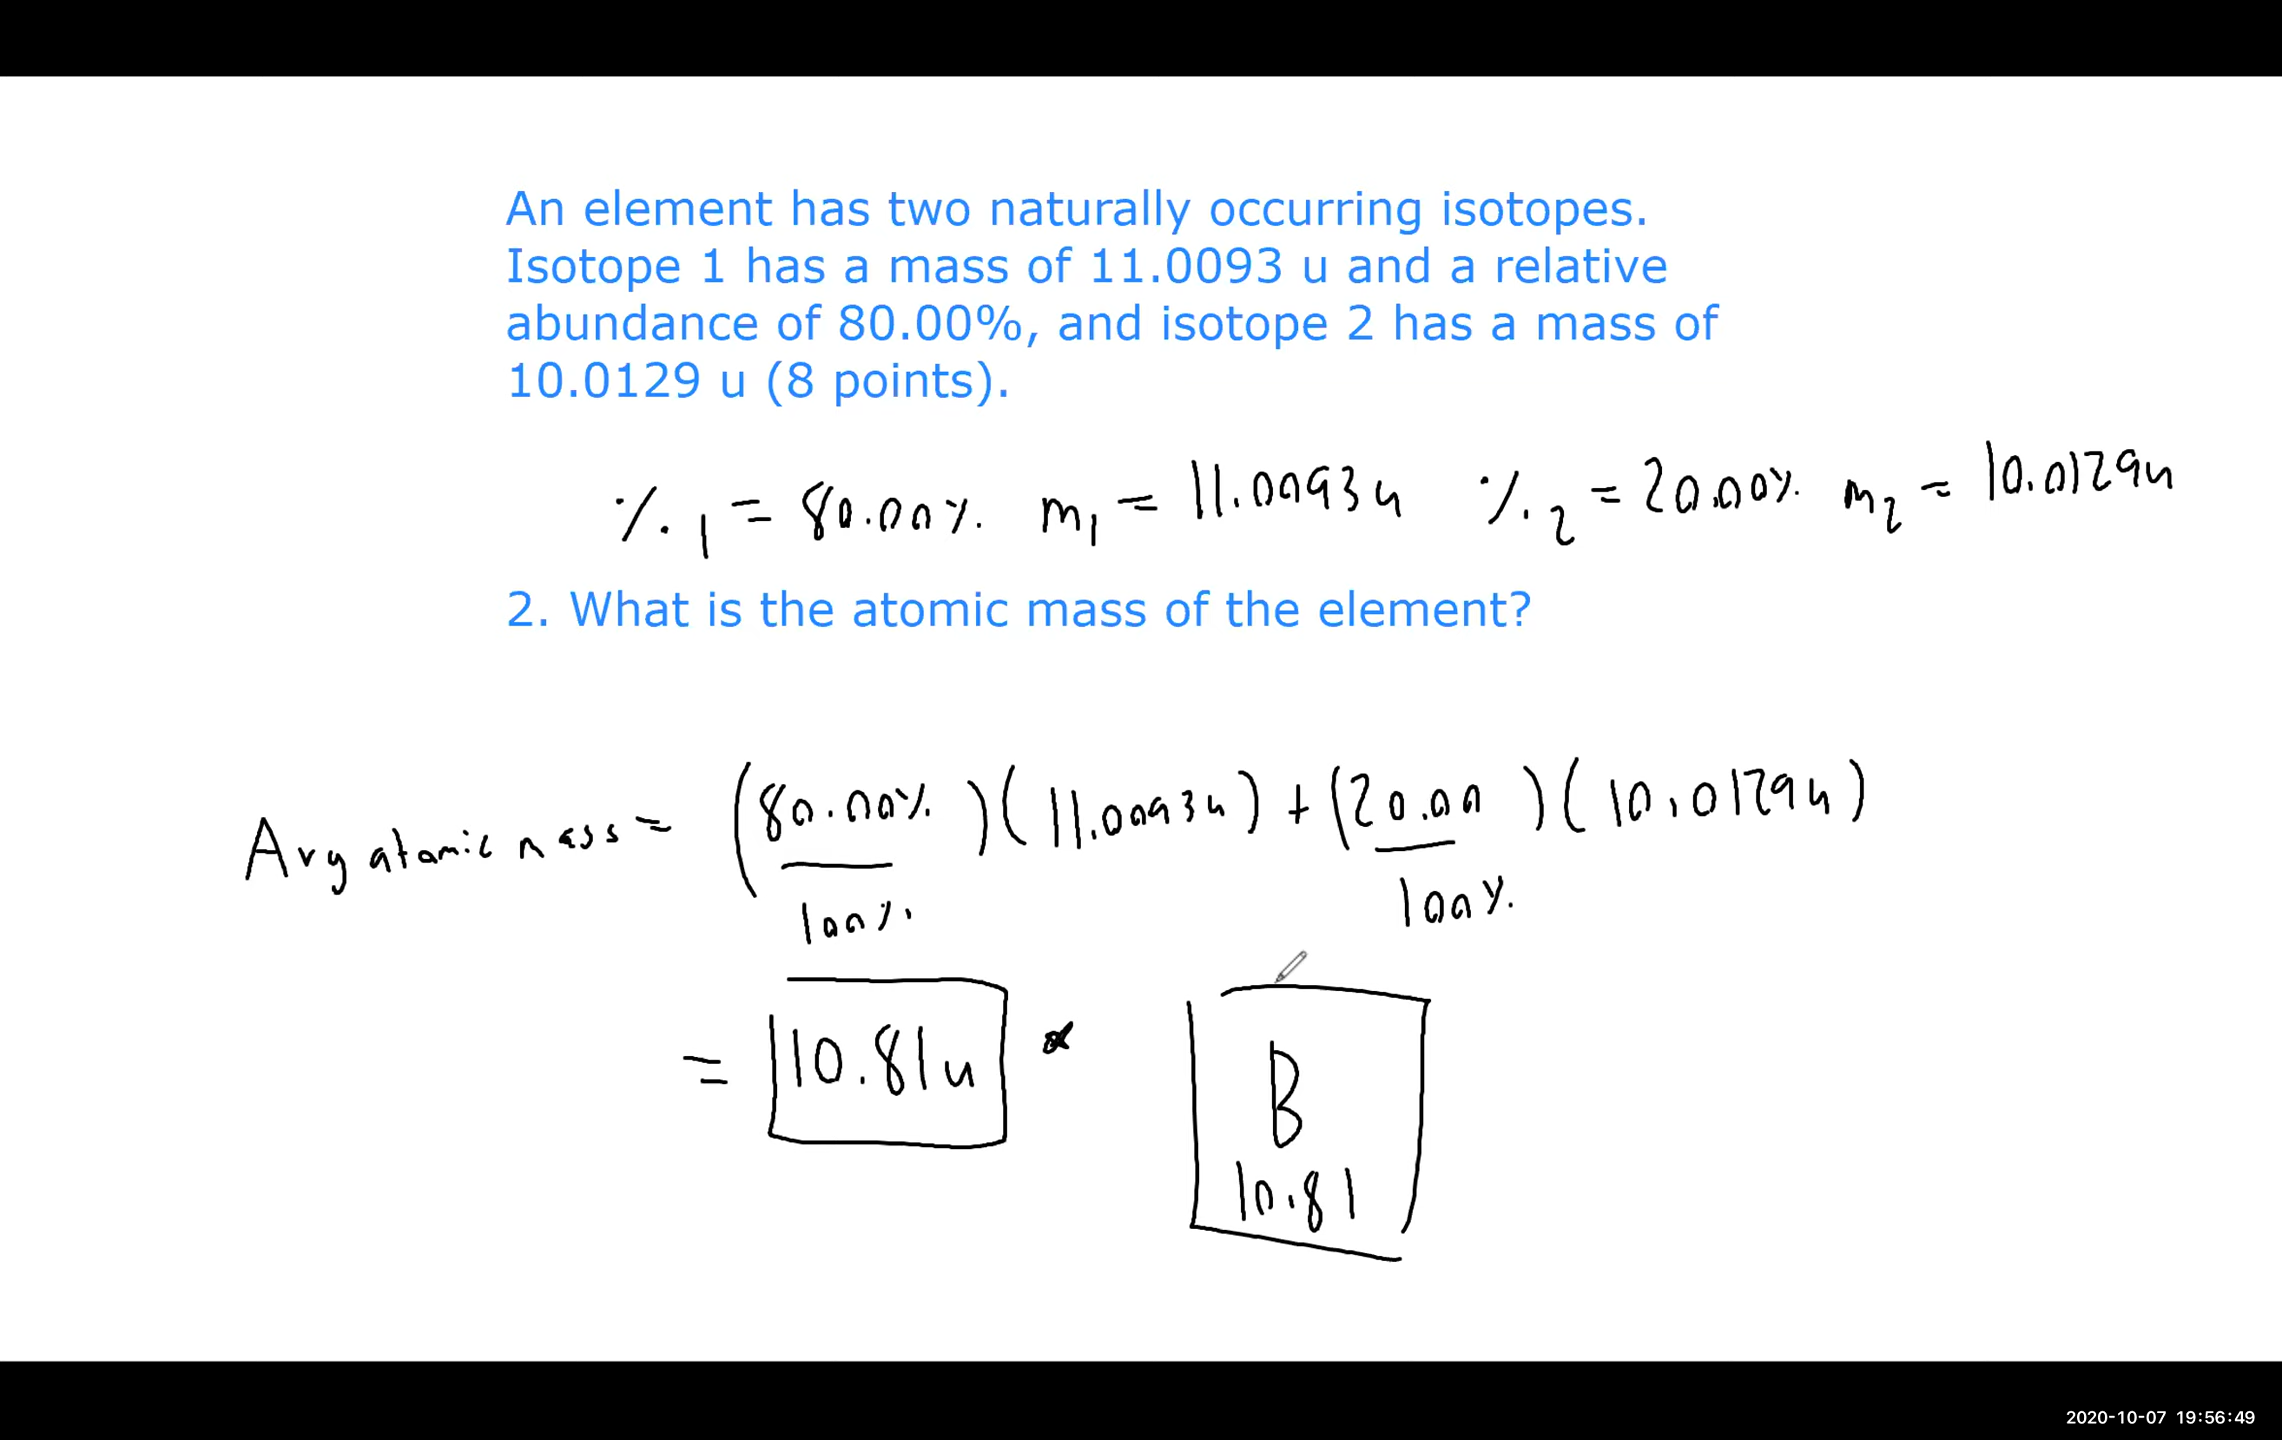 An element has two naturally occurring isotopes.
Isotope 1 has a mass of 11.0093 u and a relative
abundance of 80.00%, and isotope 2 has a mass of
10.0129 u (8 points).
%1 = 80.00% m1 = 11.0093u %2 = 20.00% m2 = 10.0129u
2. What is the atomic mass of the element?
Avg atomic mass = (80.00% )(11.0093u) + (20.00 )(10.0129u)
100% 100%
= 10.81u *
B
10.81
2020-10-07 19:56:49